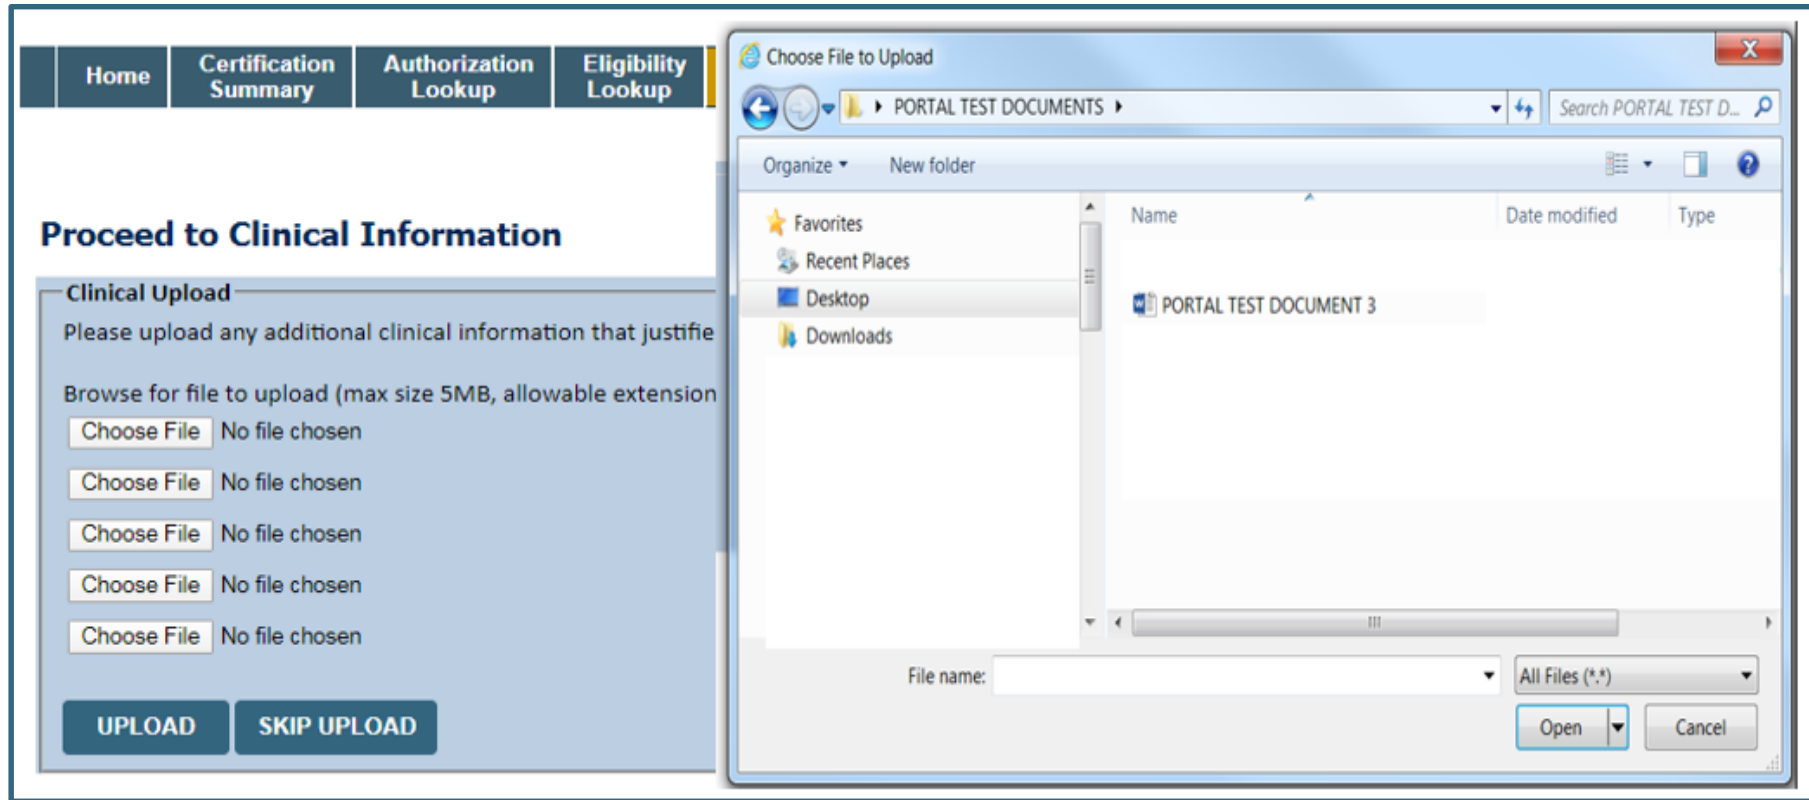 Home
Certification
Summary
Authorization
Lookup
Eligibility
Lookup
Proceed to Clinical Information
Clinical Upload
Please upload any additional clinical information that justifie
Browse for file to upload (max size 5MB, allowable extension
Choose File No file chosen
Choose File No file chosen
Choose File No file chosen
Choose File No file chosen
Choose File No file chosen
UPLOAD
SKIP UPLOAD
Choose File to Upload
X
PORTAL TEST DOCUMENTS
Search PORTAL TEST D...
Organize
New folder
?
Favorites
Recent Places
Desktop
Downloads
Name
Date modified
Type
PORTAL TEST DOCUMENT 3
File name:
All Files (*.*)
Open
Cancel